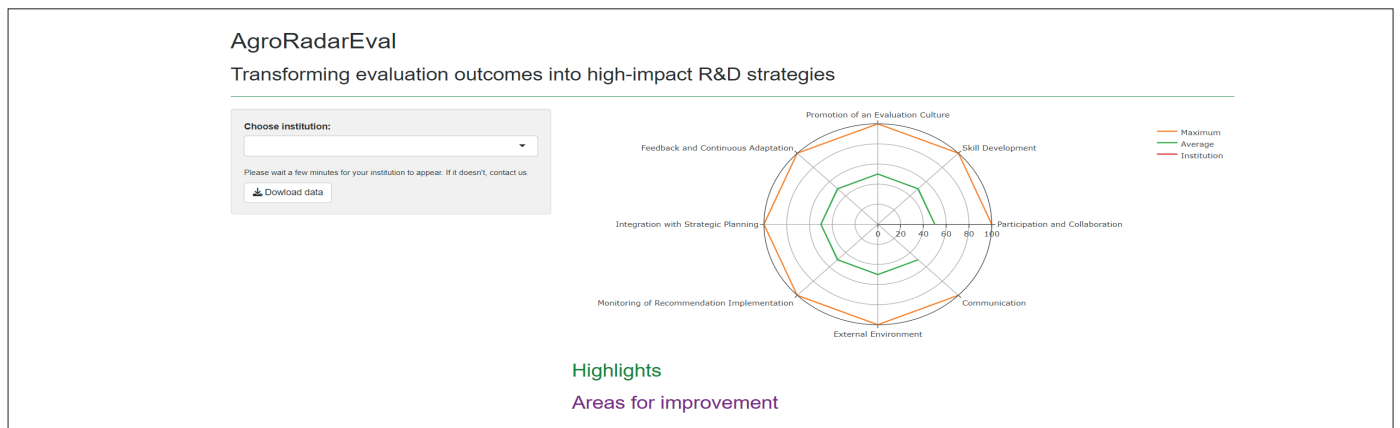 AgroRadarEval
Transforming evaluation outcomes into high-impact R&D strategies
Choose institution:
Please wait a few minutes for your institution to appear. If it doesn't, contact us.
Dowload data
Promotion of an Evaluation Culture
Feedback and Continuous Adaptation
Skill Development
Integration with Strategic Planning
Participation and Collaboration
0 20 40 60 80 100
Monitoring of Recommendation Implementation
Communication
External Environment
Maximum
Average
Institution
Highlights
Areas for improvement